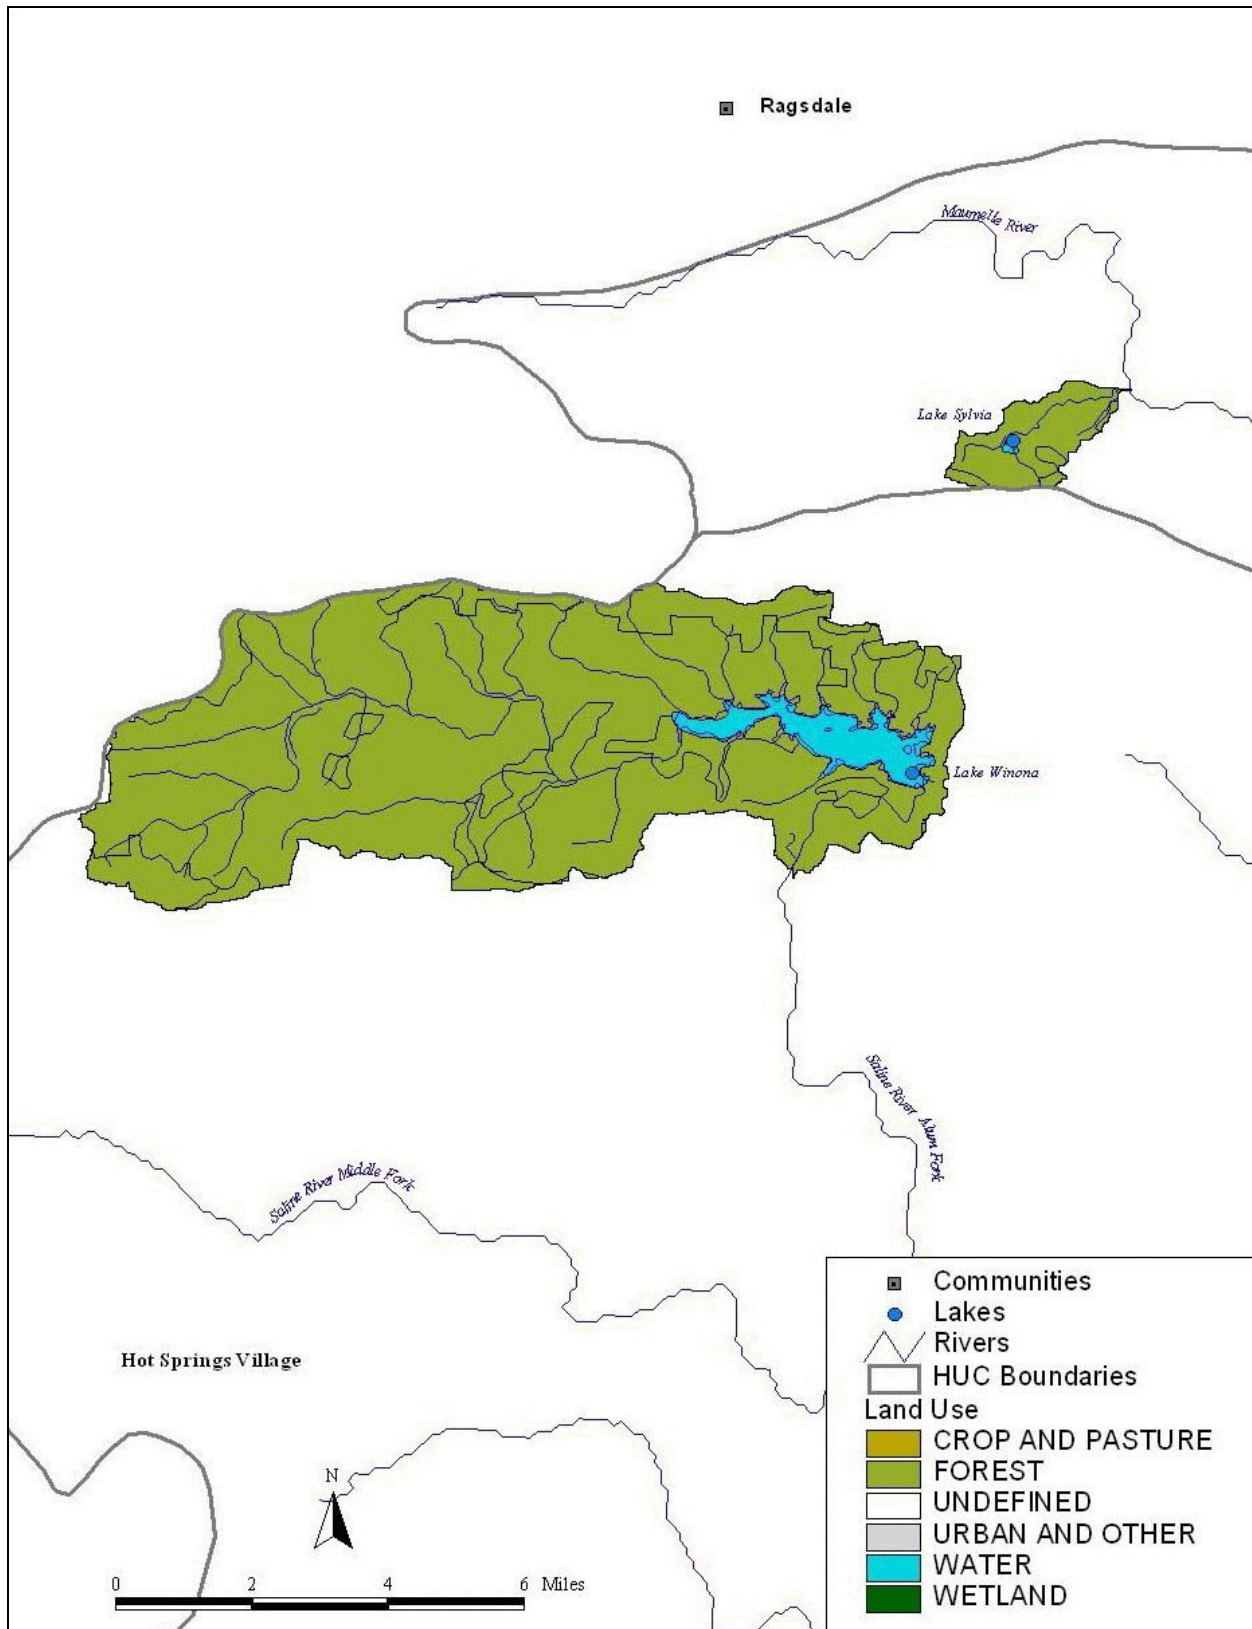 Ragsdale
Maumelle River
Lake Sylvia
Lake Winona
Saline River Alum Fork
Saline River Middle Fork
Hot Springs Village
N
0 2 4 6 Miles
Communities
Lakes
Rivers
HUC Boundaries
Land Use
CROP AND PASTURE
FOREST
UNDEFINED
URBAN AND OTHER
WATER
WETLAND